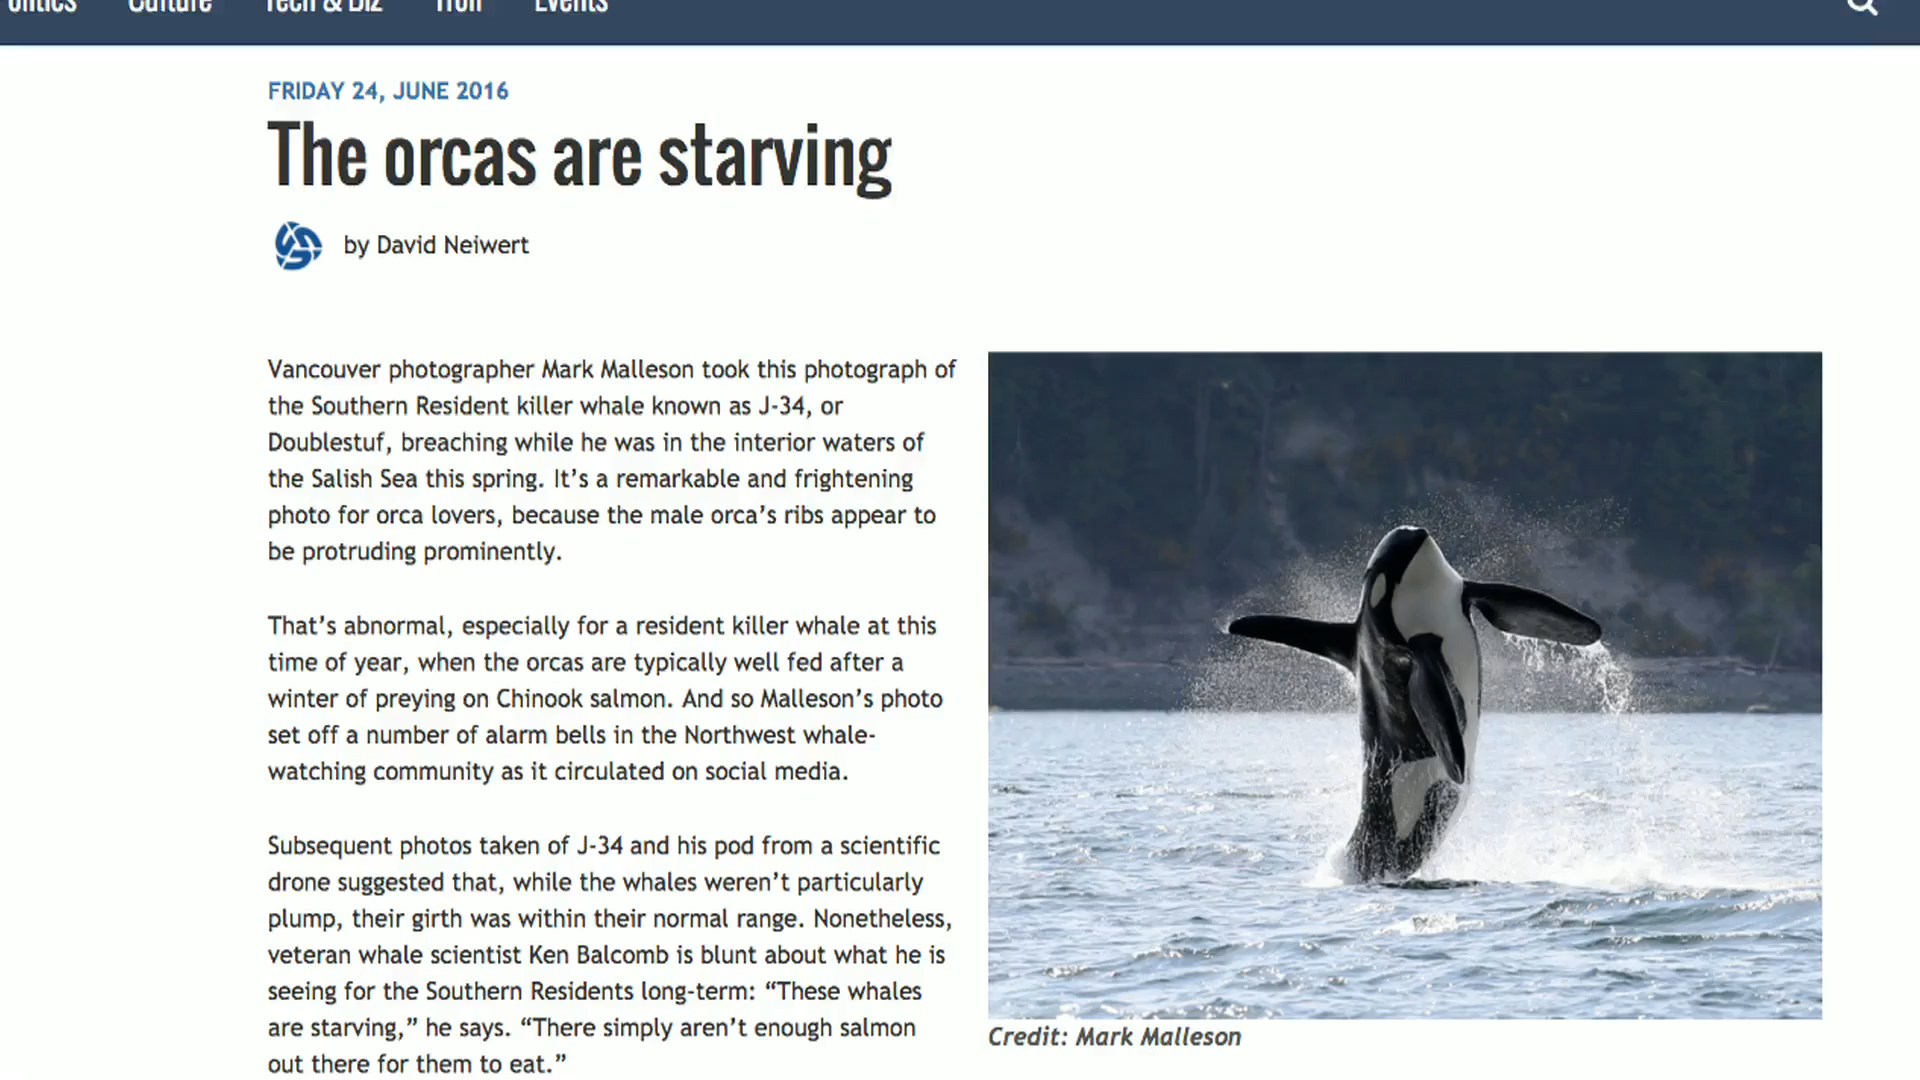 Culture
Events
FRIDAY 24, JUNE 2016
The orcas are starving
by David Neiwert
Vancouver photographer Mark Malleson took this photograph of
the Southern Resident killer whale known as J-34, or
Doublestuf, breaching while he was in the interior waters of
the Salish Sea this spring. It’s a remarkable and frightening
photo for orca lovers, because the male orca’s ribs appear to
be protruding prominently.
That’s abnormal, especially for a resident killer whale at this
time of year, when the orcas are typically well fed after a
winter of preying on Chinook salmon. And so Malleson’s photo
set off a number of alarm bells in the Northwest whale-
watching community as it circulated on social media.
Subsequent photos taken of J-34 and his pod from a scientific
drone suggested that, while the whales weren’t particularly
plump, their girth was within their normal range. Nonetheless,
veteran whale scientist Ken Balcomb is blunt about what he is
seeing for the Southern Residents long-term: “These whales
are starving,” he says. “There simply aren’t enough salmon
out there for them to eat.”
Credit: Mark Malleson